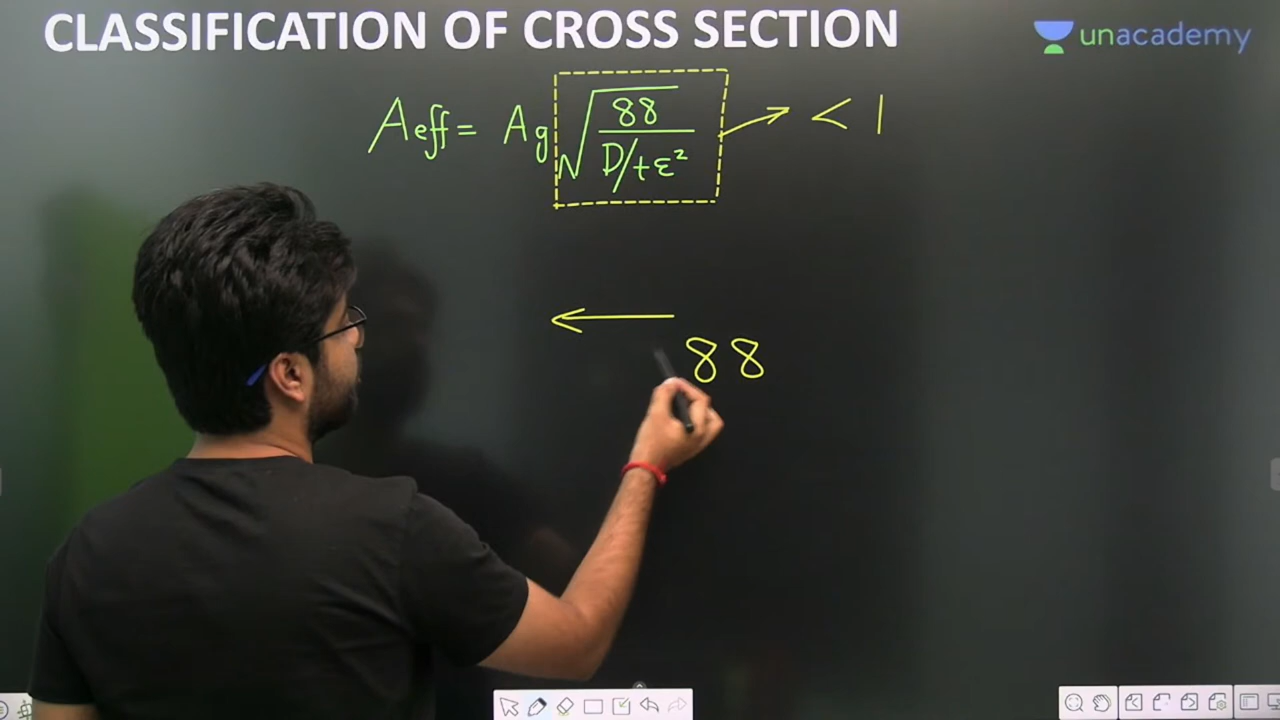 CLASSIFICATION OF CROSS SECTION
unacademy
Aeff = Ag √(88 / (D/tε²)) → < 1
←
88